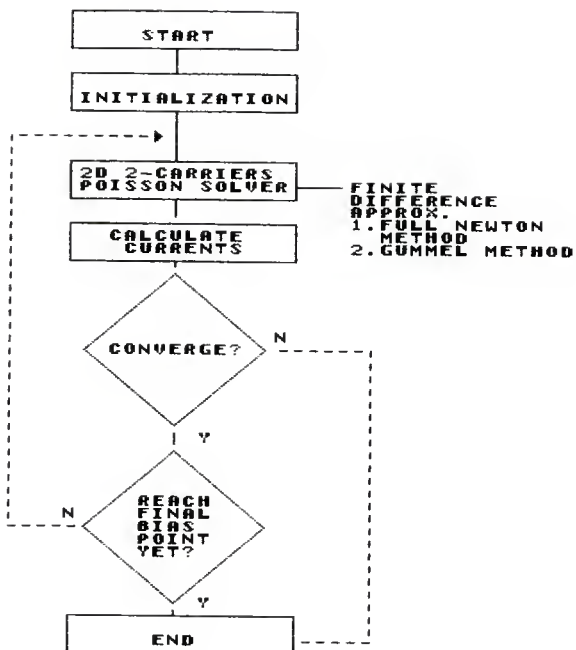 START
INITIALIZATION
2D 2-CARRIERS
POISSON SOLVER
FINITE
DIFFERENCE
APPROX.
1.FULL NEWTON
METHOD
2.GUMMEL METHOD
CALCULATE
CURRENTS
CONVERGE?
N
Y
REACH
FINAL
BIAS
POINT
YET?
N
Y
END